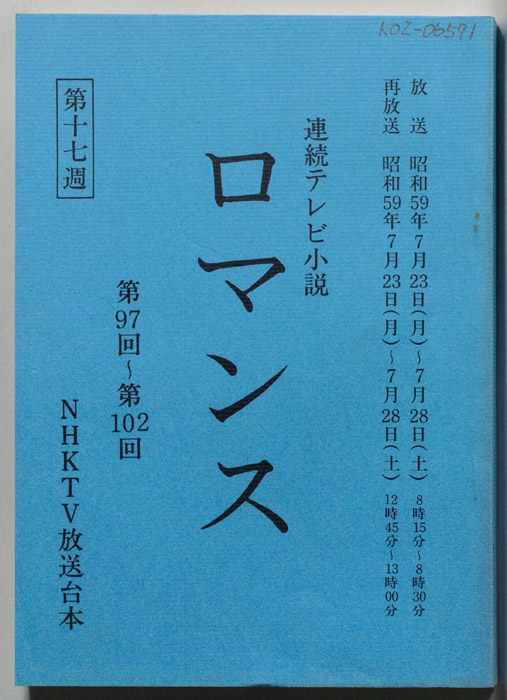 KOZ-06571
放送 昭和59年7月23日(月)～7月28日(土) 8時15分～8時30分
再放送 昭和59年7月23日(月)～7月28日(土) 12時45分～13時00分
連続テレビ小説
ロマンス
第97回～第102回
第十七週
NHKTV放送台本